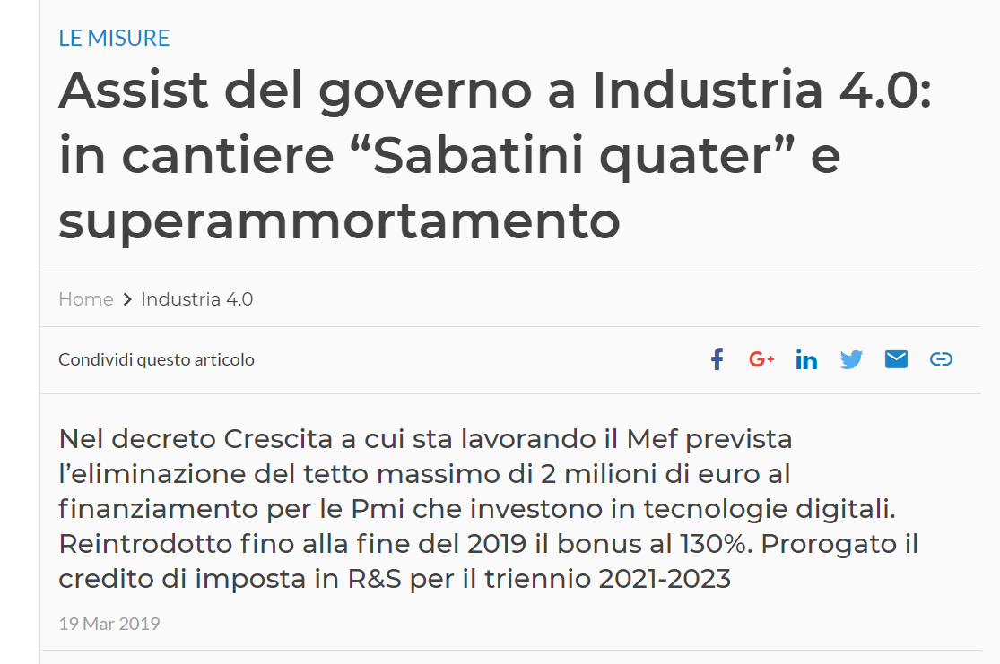 LE MISURE
Assist del governo a Industria 4.0:
in cantiere “Sabatini quater” e
superammortamento
Home > Industria 4.0
Condividi questo articolo
Nel decreto Crescita a cui sta lavorando il Mef prevista
l’eliminazione del tetto massimo di 2 milioni di euro al
finanziamento per le Pmi che investono in tecnologie digitali.
Reintrodotto fino alla fine del 2019 il bonus al 130%. Prorogato il
credito di imposta in R&S per il triennio 2021-2023
19 Mar 2019